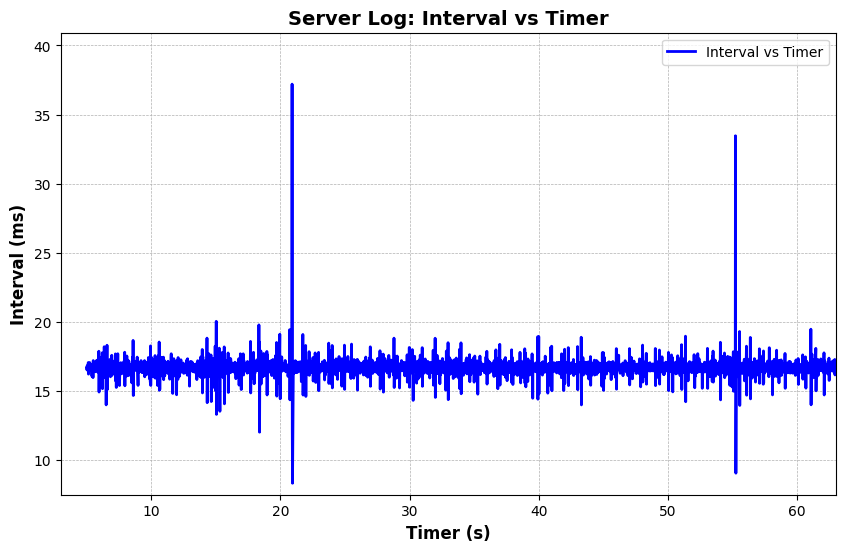 Server Log: Interval vs Timer
Interval vs Timer
40
35
30
25
20
15
10
Interval (ms)
10 20 30 40 50 60
Timer (s)